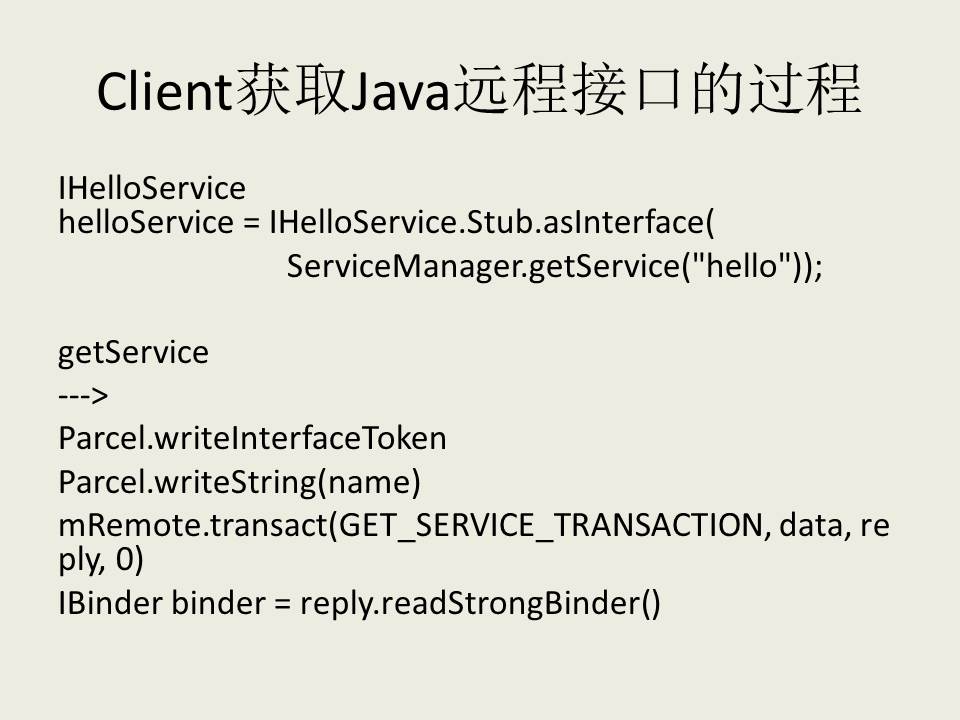 Client获取Java远程接口的过程
IHelloService
helloService = IHelloService.Stub.asInterface(
ServiceManager.getService("hello"));
getService
--->
Parcel.writeInterfaceToken
Parcel.writeString(name)
mRemote.transact(GET_SERVICE_TRANSACTION, data, re
ply, 0)
IBinder binder = reply.readStrongBinder()